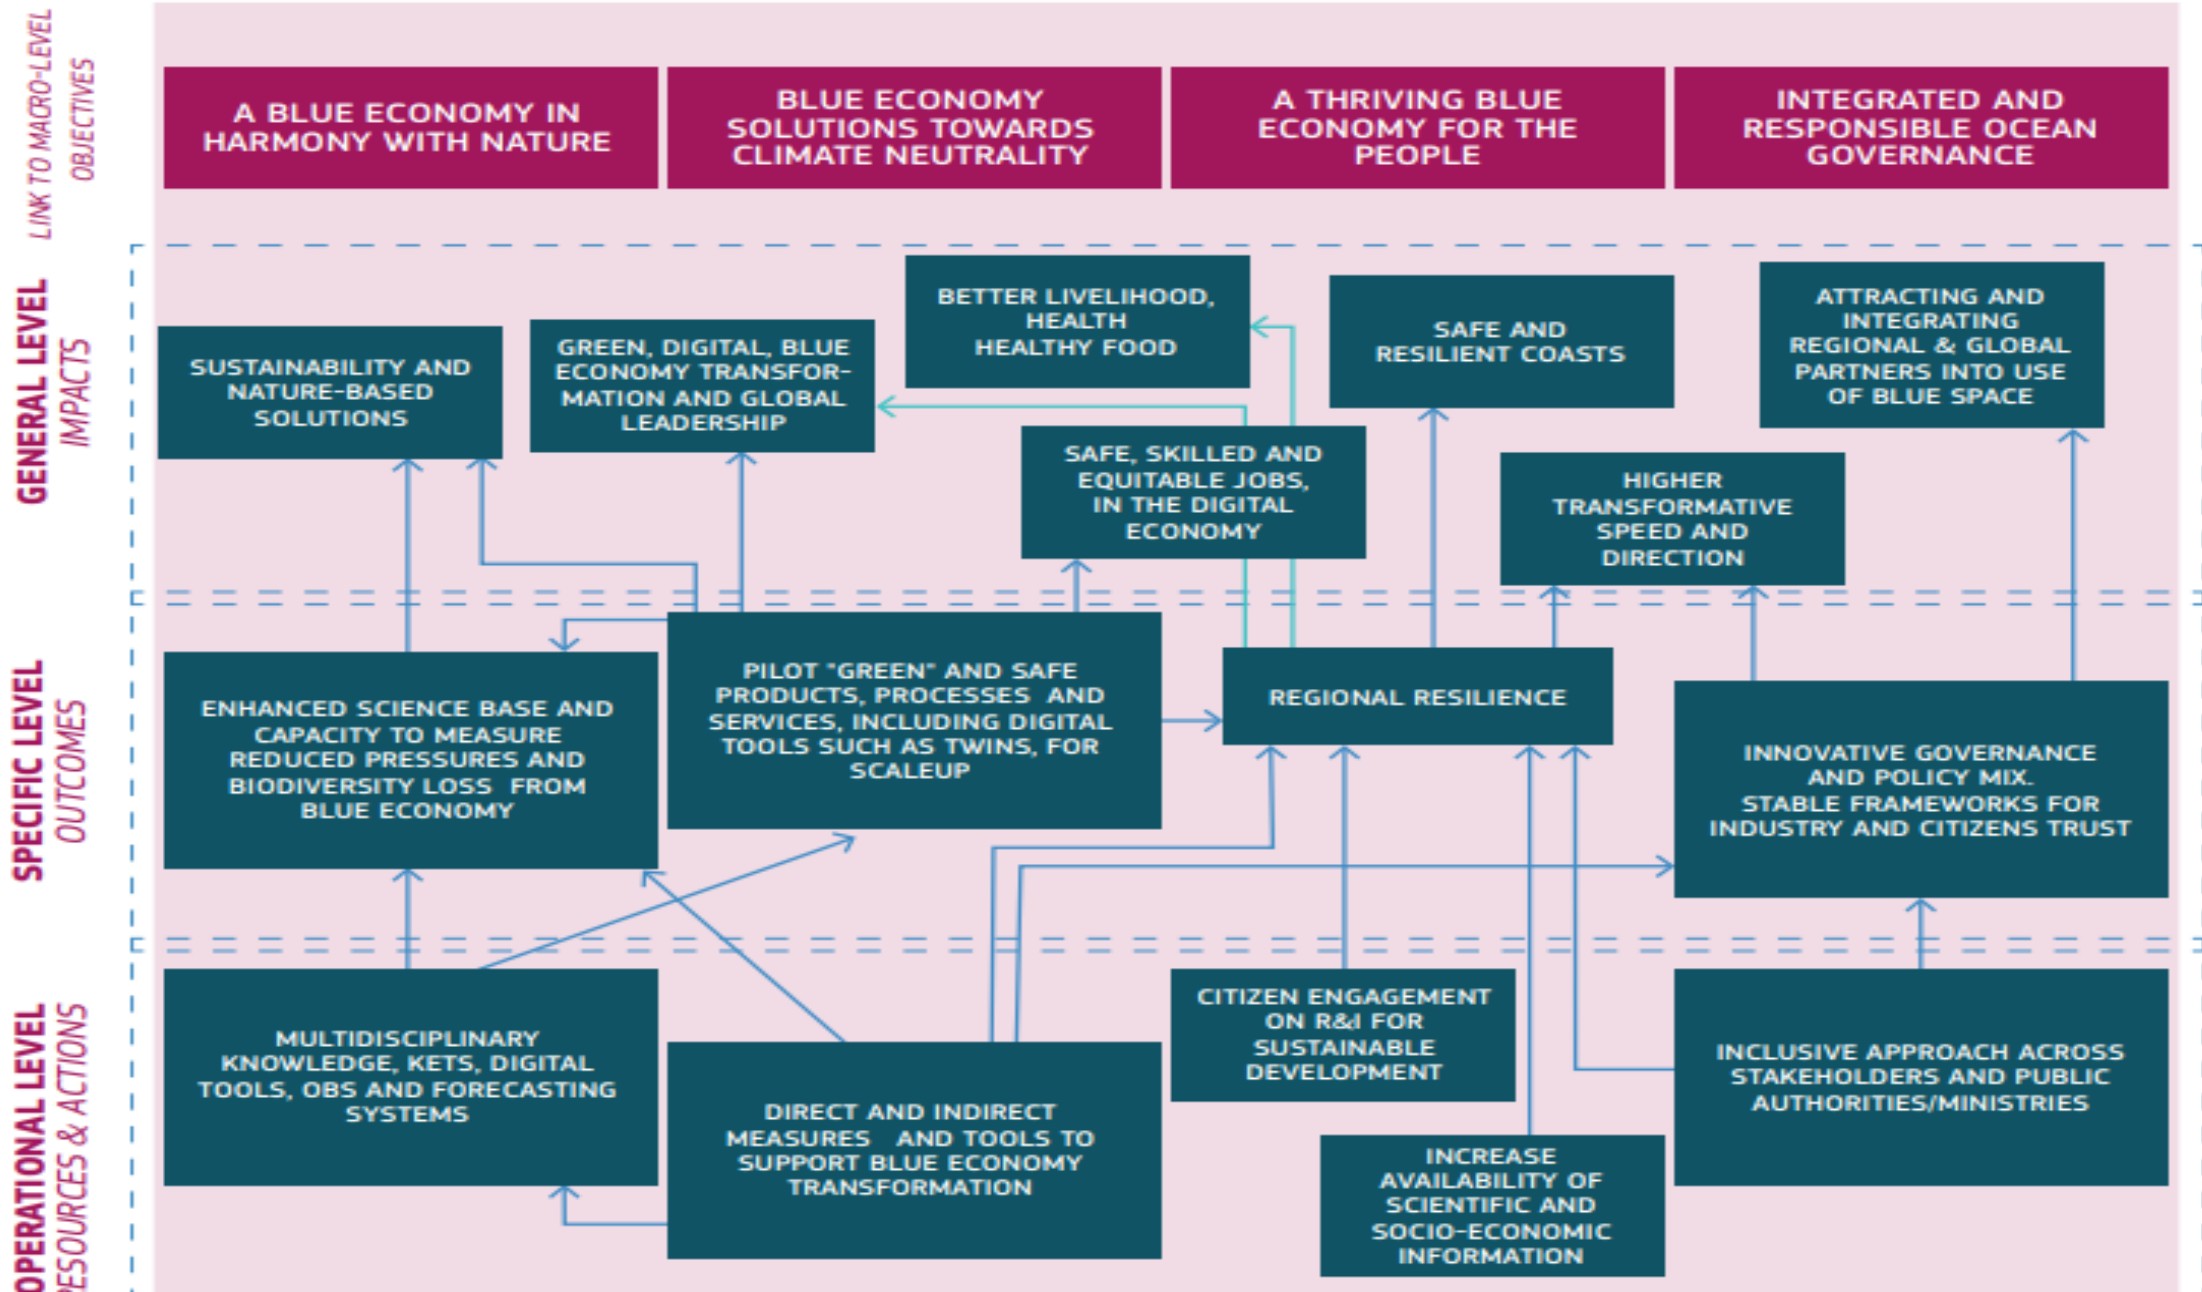 LINK TO MACRO-LEVEL
OBJECTIVES
A BLUE ECONOMY IN
HARMONY WITH NATURE
BLUE ECONOMY
SOLUTIONS TOWARDS
CLIMATE NEUTRALITY
A THRIVING BLUE
ECONOMY FOR THE
PEOPLE
INTEGRATED AND
RESPONSIBLE OCEAN
GOVERNANCE
GENERAL LEVEL
IMPACTS
SUSTAINABILITY AND
NATURE-BASED
SOLUTIONS
GREEN, DIGITAL, BLUE
ECONOMY TRANSFOR-
MATION AND GLOBAL
LEADERSHIP
BETTER LIVELIHOOD,
HEALTH
HEALTHY FOOD
SAFE, SKILLED AND
EQUITABLE JOBS,
IN THE DIGITAL
ECONOMY
SAFE AND
RESILIENT COASTS
HIGHER
TRANSFORMATIVE
SPEED AND
DIRECTION
ATTRACTING AND
INTEGRATING
REGIONAL & GLOBAL
PARTNERS INTO USE
OF BLUE SPACE
SPECIFIC LEVEL
OUTCOMES
ENHANCED SCIENCE BASE AND
CAPACITY TO MEASURE
REDUCED PRESSURES AND
BIODIVERSITY LOSS FROM
BLUE ECONOMY
PILOT "GREEN" AND SAFE
PRODUCTS, PROCESSES AND
SERVICES, INCLUDING DIGITAL
TOOLS SUCH AS TWINS, FOR
SCALEUP
REGIONAL RESILIENCE
INNOVATIVE GOVERNANCE
AND POLICY MIX.
STABLE FRAMEWORKS FOR
INDUSTRY AND CITIZENS TRUST
OPERATIONAL LEVEL
RESOURCES & ACTIONS
MULTIDISCIPLINARY
KNOWLEDGE, KETS, DIGITAL
TOOLS, OBS AND FORECASTING
SYSTEMS
DIRECT AND INDIRECT
MEASURES AND TOOLS TO
SUPPORT BLUE ECONOMY
TRANSFORMATION
CITIZEN ENGAGEMENT
ON R&I FOR
SUSTAINABLE
DEVELOPMENT
INCREASE
AVAILABILITY OF
SCIENTIFIC AND
SOCIO-ECONOMIC
INFORMATION
INCLUSIVE APPROACH ACROSS
STAKEHOLDERS AND PUBLIC
AUTHORITIES/MINISTRIES